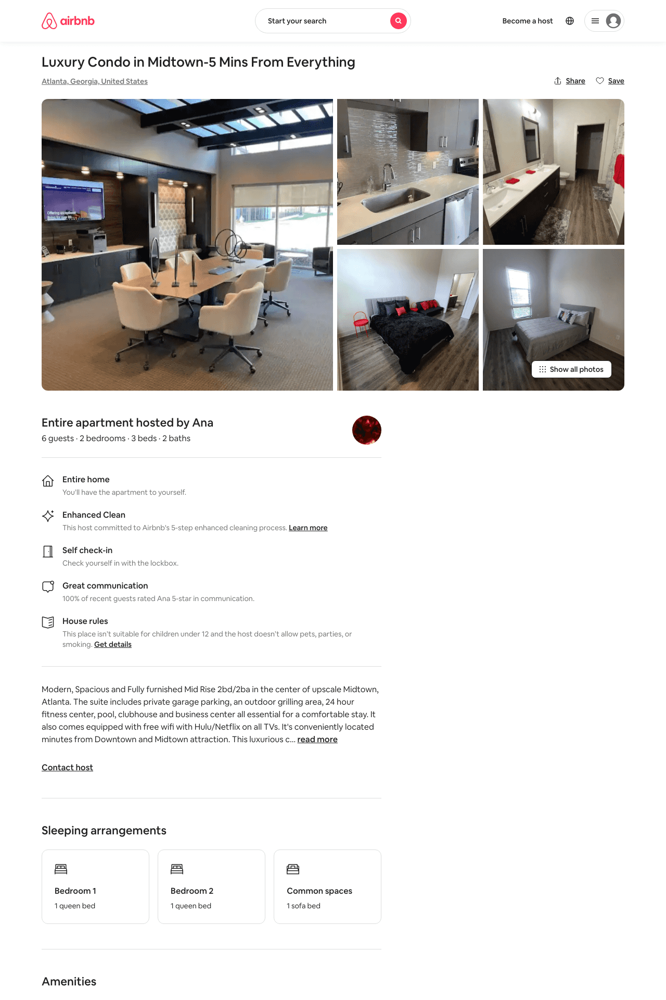 airbnb
Start your search
Become a host
Luxury Condo in Midtown-5 Mins From Everything
Atlanta, Georgia, United States
Share
Save
Offering exceptional
living for over 60
Show all photos
Entire apartment hosted by Ana
6 guests · 2 bedrooms · 3 beds · 2 baths
Entire home
You'll have the apartment to yourself.
Enhanced Clean
This host committed to Airbnb's 5-step enhanced cleaning process. Learn more
Self check-in
Check yourself in with the lockbox.
Great communication
100% of recent guests rated Ana 5-star in communication.
House rules
This place isn't suitable for children under 12 and the host doesn't allow pets, parties, or
smoking. Get details
Modern, Spacious and Fully furnished Mid Rise 2bd/2ba in the center of upscale Midtown,
Atlanta. The suite includes private garage parking, an outdoor grilling area, 24 hour
fitness center, pool, clubhouse and business center all essential for a comfortable stay. It
also comes equipped with free wifi with Hulu/Netflix on all TVs. It's conveniently located
minutes from Downtown and Midtown attraction. This luxurious c... read more
Contact host
Sleeping arrangements
Bedroom 1
1 queen bed
Bedroom 2
1 queen bed
Common spaces
1 sofa bed
Amenities